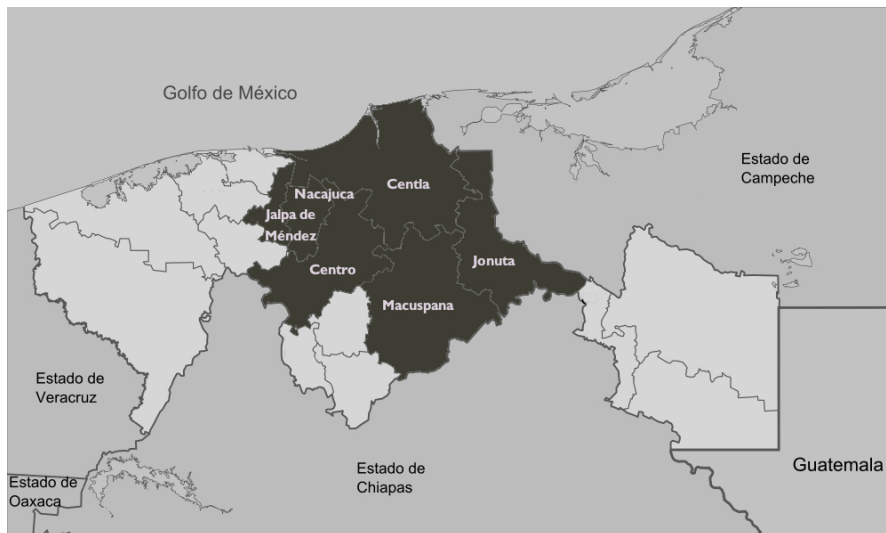 Golfo de México
Estado de
Campeche
Centla
Nacajuca
Jalpa de
Méndez
Centro
Jonuta
Macuspana
Estado de
Veracruz
Estado de
Chiapas
Guatemala
Estado de
Oaxaca